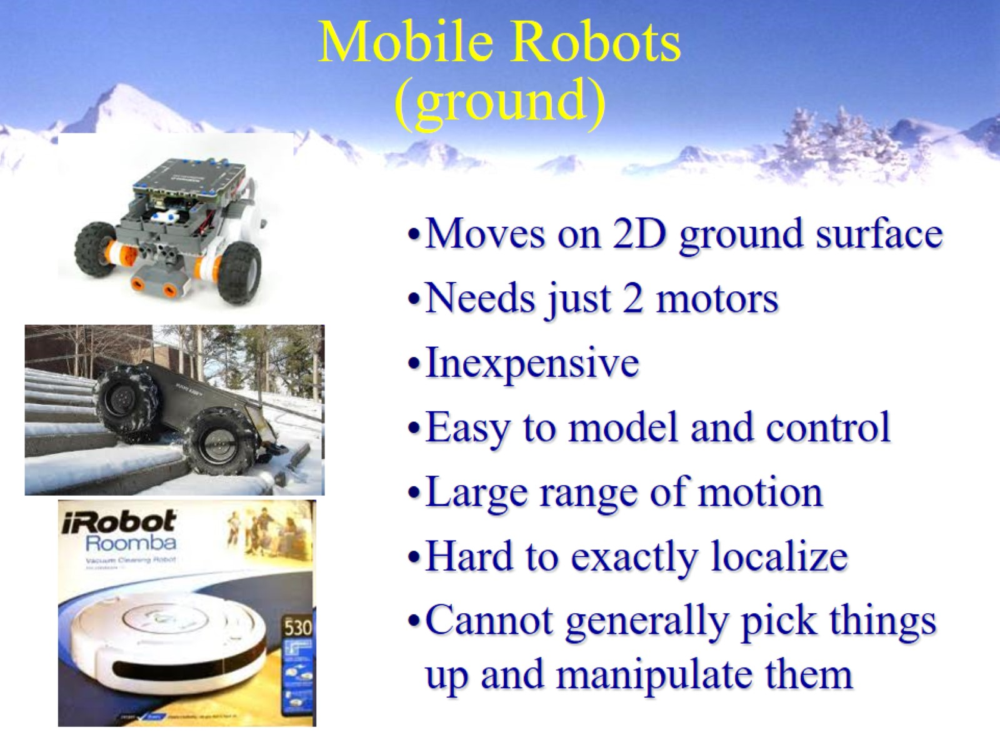 Mobile Robots
(ground)
•Moves on 2D ground surface
•Needs just 2 motors
•Inexpensive
•Easy to model and control
•Large range of motion
•Hard to exactly localize
•Cannot generally pick things
up and manipulate them
iRobot
Roomba
Vacuum Cleaning Robot
530